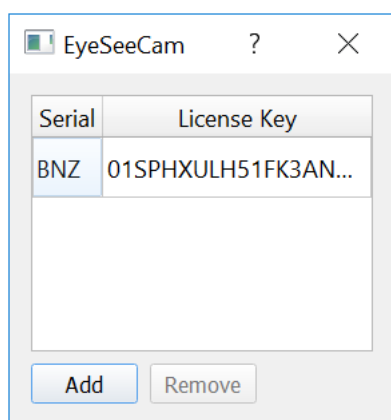 EyeSeeCam ?
Serial License Key
BNZ 01SPHXULH51FK3AN...
Add Remove